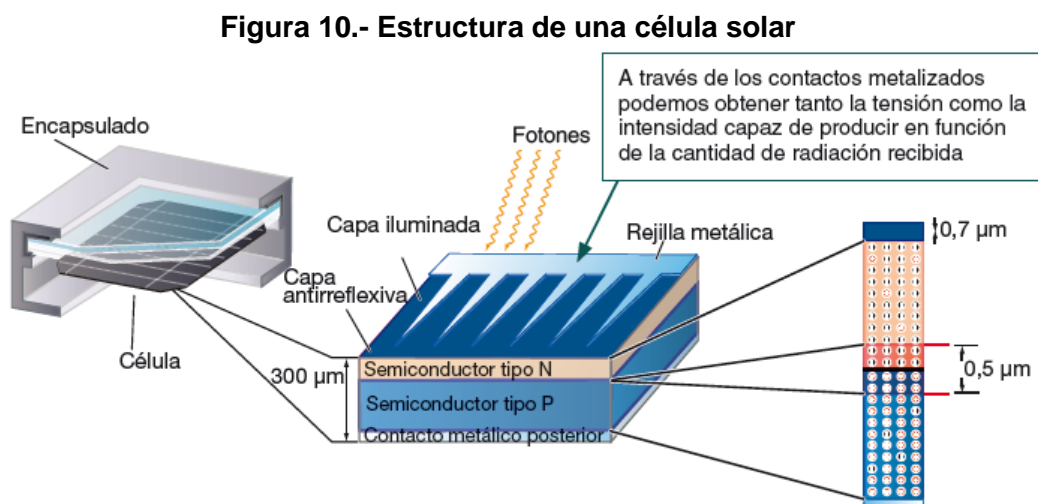 Figura 10.- Estructura de una célula solar
A través de los contactos metalizados
podemos obtener tanto la tensión como la
intensidad capaz de producir en función
de la cantidad de radiación recibida
Encapsulado
Fotones
Capa iluminada
Rejilla metálica
0,7 µm
Capa
antirreflexiva
Célula
300 µm
Semiconductor tipo N
0,5 µm
Semiconductor tipo P
Contacto metálico posterior